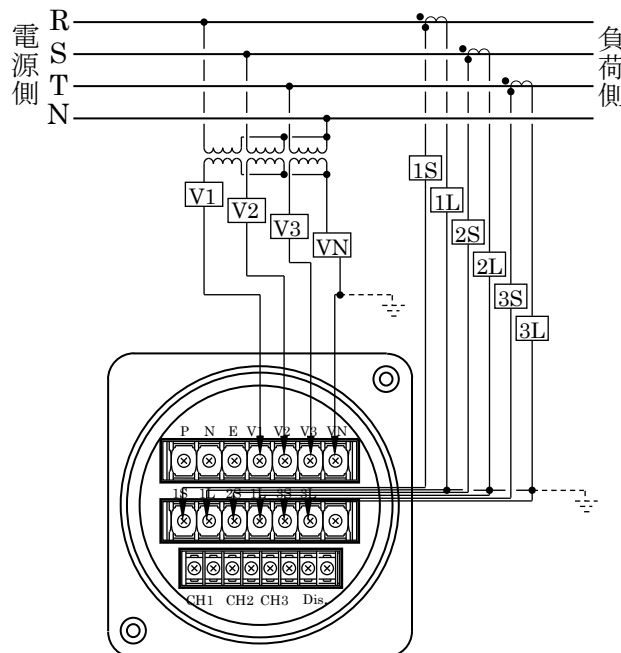 電源側
R
S
T
N
負荷側
V1
V2
V3
VN
1S
1L
2S
2L
3S
3L
P N E V1 V2 V3 VN
1S 1L 2S 1L 3S 3L
CH1 CH2 CH3 Dis.